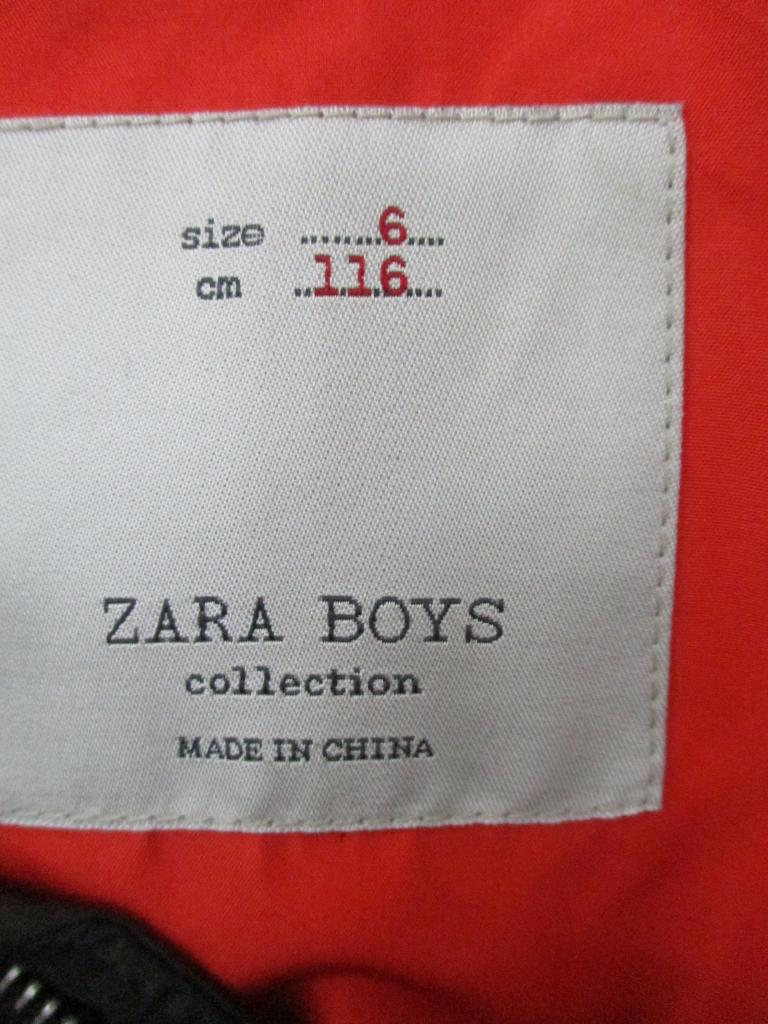 size ........6....
cm ..116....
ZARA BOYS
collection
MADE IN CHINA